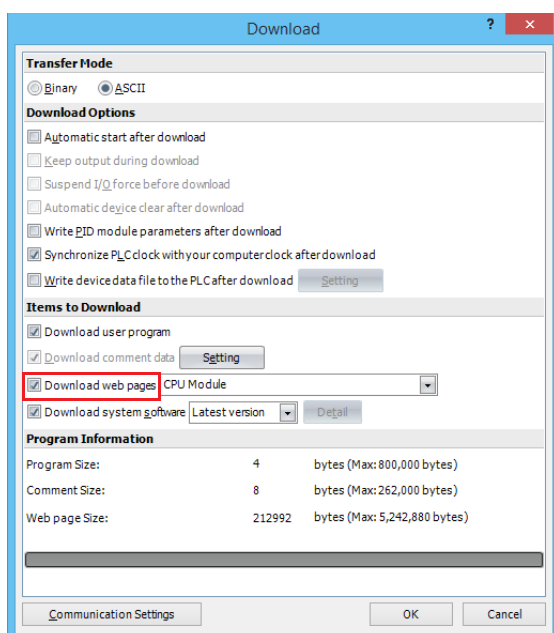 Download ? ×
Transfer Mode
Binary ASCII
Download Options
Automatic start after download
Keep output during download
Suspend I/O force before download
Automatic device clear after download
Write PID module parameters after download
Synchronize PLC clock with your computer clock after download
Write device data file to the PLC after download Setting
Items to Download
Download user program
Download comment data Setting
Download web pages CPU Module
Download system software Latest version Detail
Program Information
Program Size: 4 bytes (Max: 800,000 bytes)
Comment Size: 8 bytes (Max: 262,000 bytes)
Web page Size: 212992 bytes (Max: 5,242,880 bytes)
Communication Settings OK Cancel